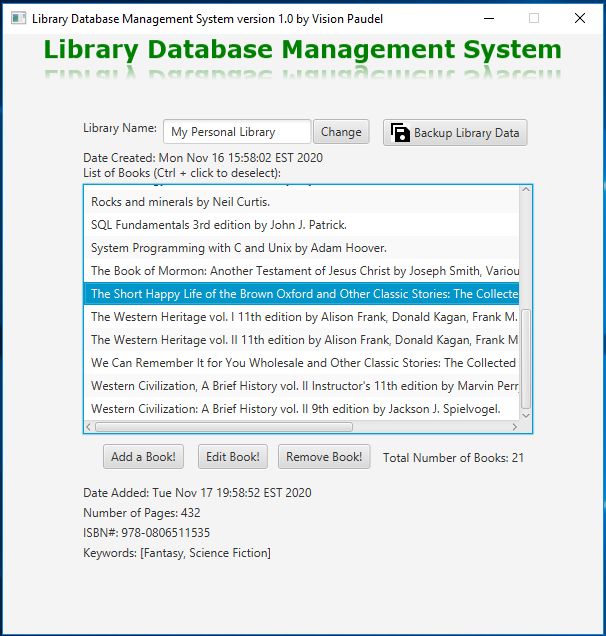 Library Database Management System version 1.0 by Vision Paudel
Library Database Management System
Library Name: My Personal Library Change Backup Library Data
Date Created: Mon Nov 16 15:58:02 EST 2020
List of Books (Ctrl + click to deselect):
Rocks and minerals by Neil Curtis.
SQL Fundamentals 3rd edition by John J. Patrick.
System Programming with C and Unix by Adam Hoover.
The Book of Mormon: Another Testament of Jesus Christ by Joseph Smith, Variou
The Short Happy Life of the Brown Oxford and Other Classic Stories: The Collecte
The Western Heritage vol. I 11th edition by Alison Frank, Donald Kagan, Frank M.
The Western Heritage vol. II 11th edition by Alison Frank, Donald Kagan, Frank M
We Can Remember It for You Wholesale and Other Classic Stories: The Collected
Western Civilization, A Brief History vol. II Instructor's 11th edition by Marvin Perry
Western Civilization: A Brief History vol. II 9th edition by Jackson J. Spielvogel.
Add a Book! Edit Book! Remove Book! Total Number of Books: 21
Date Added: Tue Nov 17 19:58:52 EST 2020
Number of Pages: 432
ISBN#: 978-0806511535
Keywords: [Fantasy, Science Fiction]